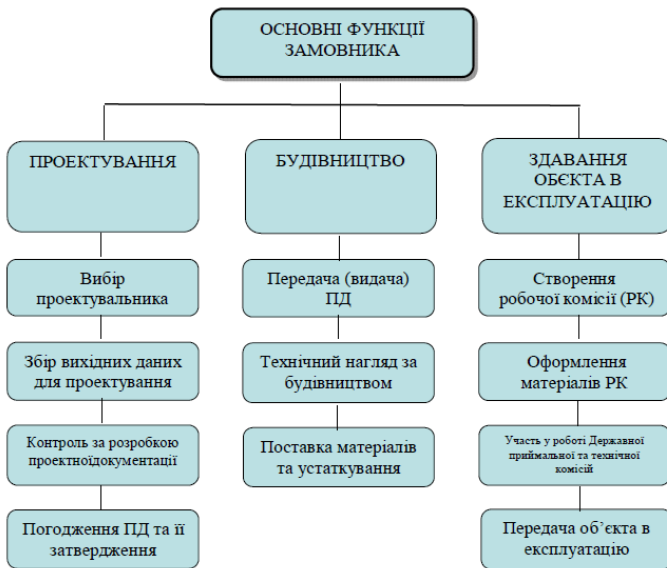 ОСНОВНІ ФУНКЦІЇ
ЗАМОВНИКА
ПРОЕКТУВАННЯ
Вибір
проектувальника
Збір вихідних даних
для проектування
Контроль за розробкою
проектноїдокументації
Погодження ПД та її
затвердження
БУДІВНИЦТВО
Передача (видача)
ПД
Технічний нагляд за
будівництвом
Поставка матеріалів
та устаткування
ЗДАВАННЯ
ОБЄКТА В
ЕКСПЛУАТАЦІЮ
Створення
робочої комісії (РК)
Оформлення
матеріалів РК
Участь у роботі Державної
приймальної та технічної
комісій
Передача об’єкта в
експлуатацію